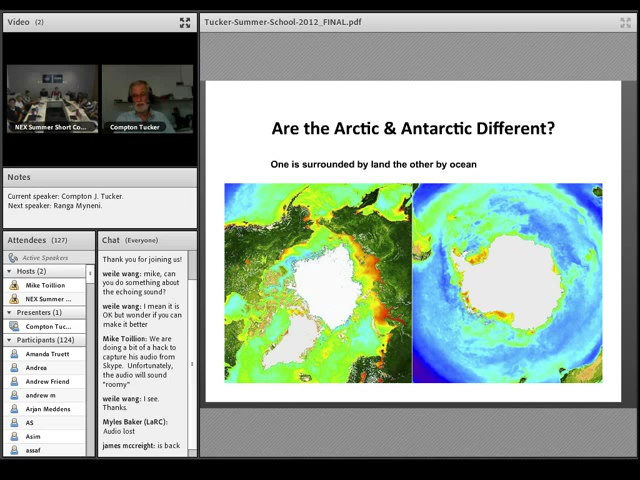 Video (2)
NEX Summer Short Co...
Compton Tucker
Notes
Current speaker: Compton J. Tucker.
Next speaker: Ranga Myneni.
Attendees (127)
Active Speakers
Hosts (2)
Mike Toillion
NEX Summer ...
Presenters (1)
Compton Tuc...
Participants (124)
Amanda Truett
Andrea
Andrew Friend
andrew m
Arjan Meddens
AS
Asim
assaf
Chat (Everyone)
Thank you for joining us!
weile wang: mike, can
you do something about
the echoing sound?
weile wang: I mean it is
OK but wonder if you can
make it better
Mike Toillion: We are
doing a bit of a hack to
capture his audio from
Skype. Unfortunately,
the audio will sound
"roomy"
weile wang: I see.
Thanks.
Myles Baker (LaRC):
Audio lost
james mccreight: is back
Tucker-Summer-School-2012_FINAL.pdf
Are the Arctic & Antarctic Different?
One is surrounded by land the other by ocean